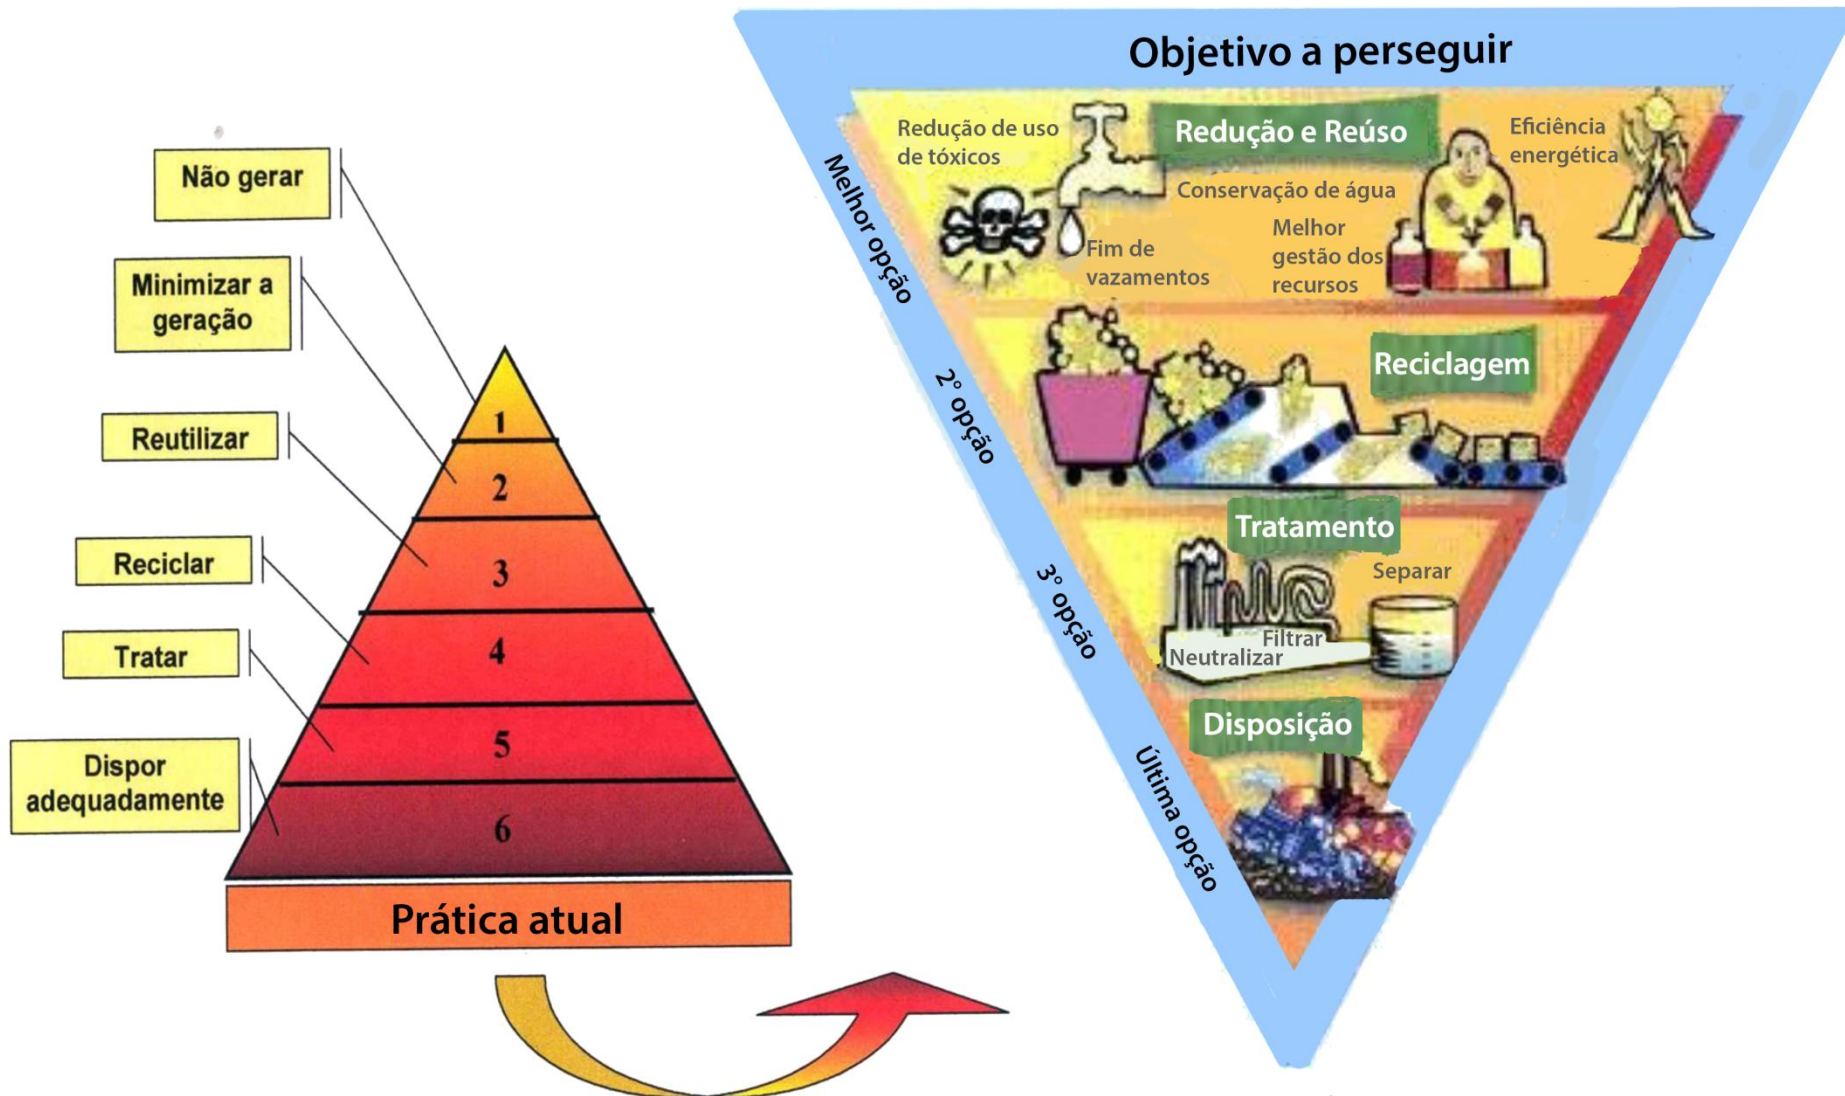 Não gerar
Minimizar a
geração
Reutilizar
Reciclar
Tratar
Dispor
adequadamente
1
2
3
4
5
6
Prática atual
Objetivo a perseguir
Melhor opção
2° opção
3° opção
Última opção
Redução de uso
de tóxicos
Redução e Reúso
Eficiência
energética
Conservação de água
Fim de
vazamentos
Melhor
gestão dos
recursos
Reciclagem
Tratamento
Separar
Filtrar
Neutralizar
Disposição